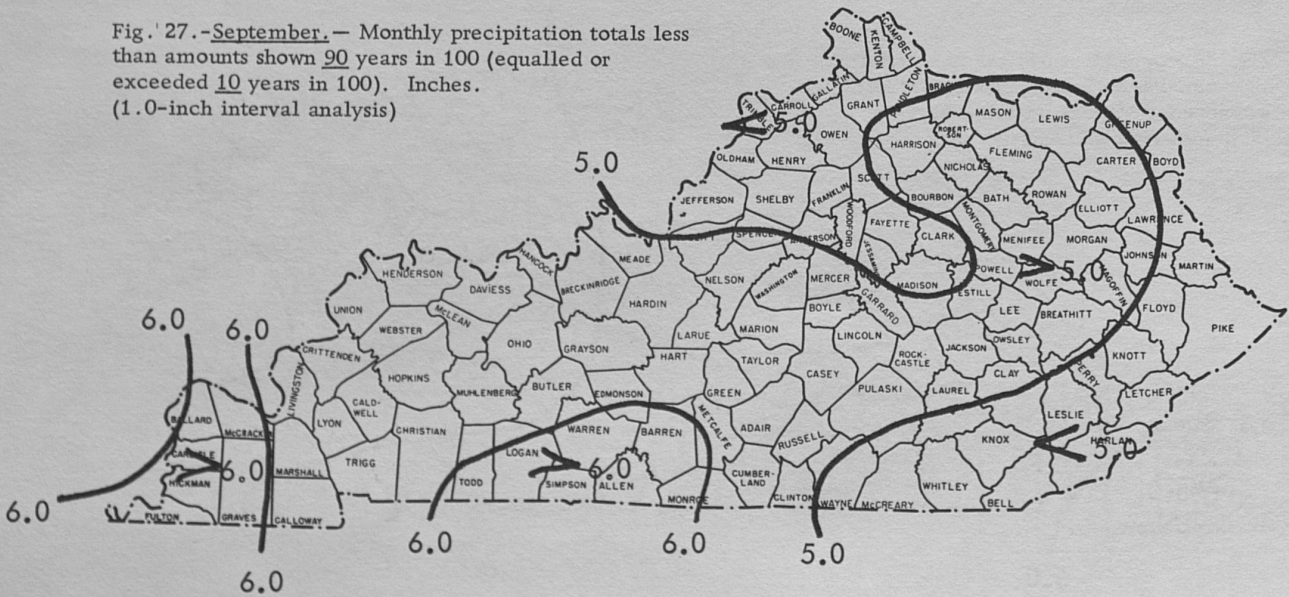 Fig. 27.-September.— Monthly precipitation totals less
than amounts shown 90 years in 100 (equalled or
exceeded 10 years in 100). Inches.
(1.0-inch interval analysis)
BOONE
KENTON
CAMPBELL
GALLATIN
CARROLL
TRIMBLE
< 5.0
GRANT
PENDLETON
OWEN
MASON
LEWIS
GREENUP
ROBERT-
SON
HARRISON
FLEMING
NICHOLAS
CARTER
BOYD
OLDHAM
HENRY
5.0
SCOTT
JEFFERSON
SHELBY
FRANKLIN
WOODFORD
BOURBON
BATH
ROWAN
ELLIOTT
LAWRENCE
FAYETTE
MONTGOMERY
CLARK
MENIFEE
MORGAN
JOHNSON
MARTIN
SPENCER
ANDERSON
JESSAMINE
MEADE
HANCOCK
HENDERSON
DAVIESS
BRECKINRIDGE
HARDIN
NELSON
WASHINGTON
MERCER
MADISON
POWELL
> 5.0
WOLFE
MAGOFFIN
ESTILL
GARRARD
UNION
MCLEAN
WEBSTER
BOYLE
LEE
BREATHITT
FLOYD
PIKE
LARUE
MARION
LINCOLN
OHIO
GRAYSON
HART
TAYLOR
CASEY
ROCK-
CASTLE
JACKSON
OWSLEY
KNOTT
6.0
6.0
CRITTENDEN
LIVINGSTON
HOPKINS
MUHLENBERG
BUTLER
EDMONSON
GREEN
PULASKI
LAUREL
CLAY
PERRY
LETCHER
BALLARD
McCRACK
LYON
CALD-
WELL
CHRISTIAN
WARREN
BARREN
METCALFE
ADAIR
RUSSELL
LESLIE
KNOX
< 5.0
HARLAN
CARLISLE
> 6.0
MARSHALL
TRIGG
TODD
LOGAN
> 6.0
SIMPSON
ALLEN
MONROE
CUMBER-
LAND
CLINTON
WAYNE
McCREARY
WHITLEY
BELL
HICKMAN
6.0
FULTON
GRAVES
CALLOWAY
6.0
6.0
5.0
6.0